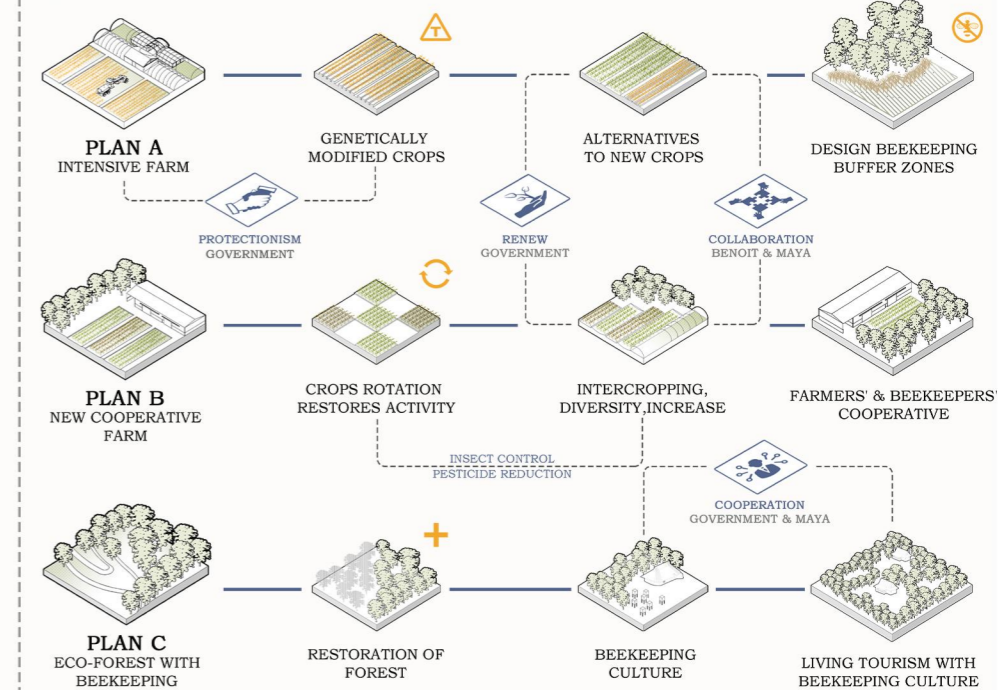 T
PLAN A
INTENSIVE FARM
GENETICALLY
MODIFIED CROPS
ALTERNATIVES
TO NEW CROPS
DESIGN BEEKEEPING
BUFFER ZONES
PROTECTIONISM
GOVERNMENT
RENEW
GOVERNMENT
COLLABORATION
BENOIT & MAYA
PLAN B
NEW COOPERATIVE
FARM
CROPS ROTATION
RESTORES ACTIVITY
INTERCROPPING,
DIVERSITY,INCREASE
FARMERS' & BEEKEEPERS'
COOPERATIVE
INSECT CONTROL
PESTICIDE REDUCTION
COOPERATION
GOVERNMENT & MAYA
PLAN C
ECO-FOREST WITH
BEEKEEPING
RESTORATION OF
FOREST
BEEKEEPING
CULTURE
LIVING TOURISM WITH
BEEKEEPING CULTURE